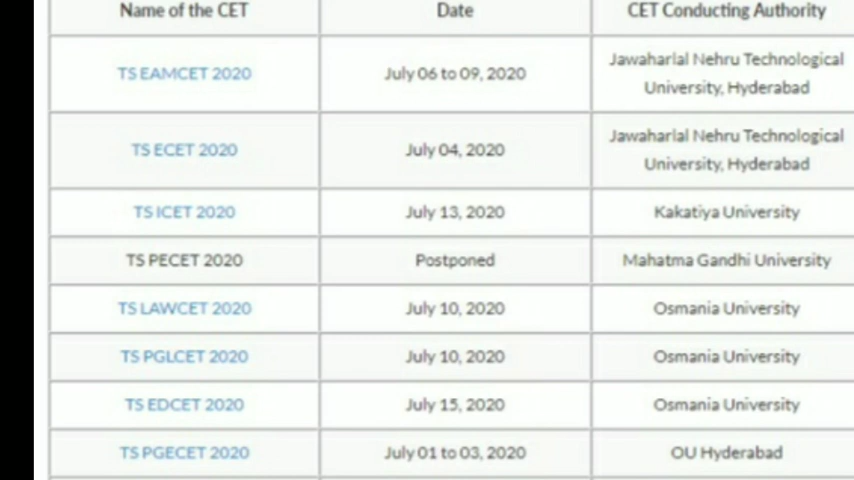 Name of the CET Date CET Conducting Authority
TS EAMCET 2020 July 06 to 09, 2020 Jawaharlal Nehru Technological
University, Hyderabad
TS ECET 2020 July 04, 2020 Jawaharlal Nehru Technological
University, Hyderabad
TS ICET 2020 July 13, 2020 Kakatiya University
TS PECET 2020 Postponed Mahatma Gandhi University
TS LAWCET 2020 July 10, 2020 Osmania University
TS PGLCET 2020 July 10, 2020 Osmania University
TS EDCET 2020 July 15, 2020 Osmania University
TS PGECET 2020 July 01 to 03, 2020 OU Hyderabad